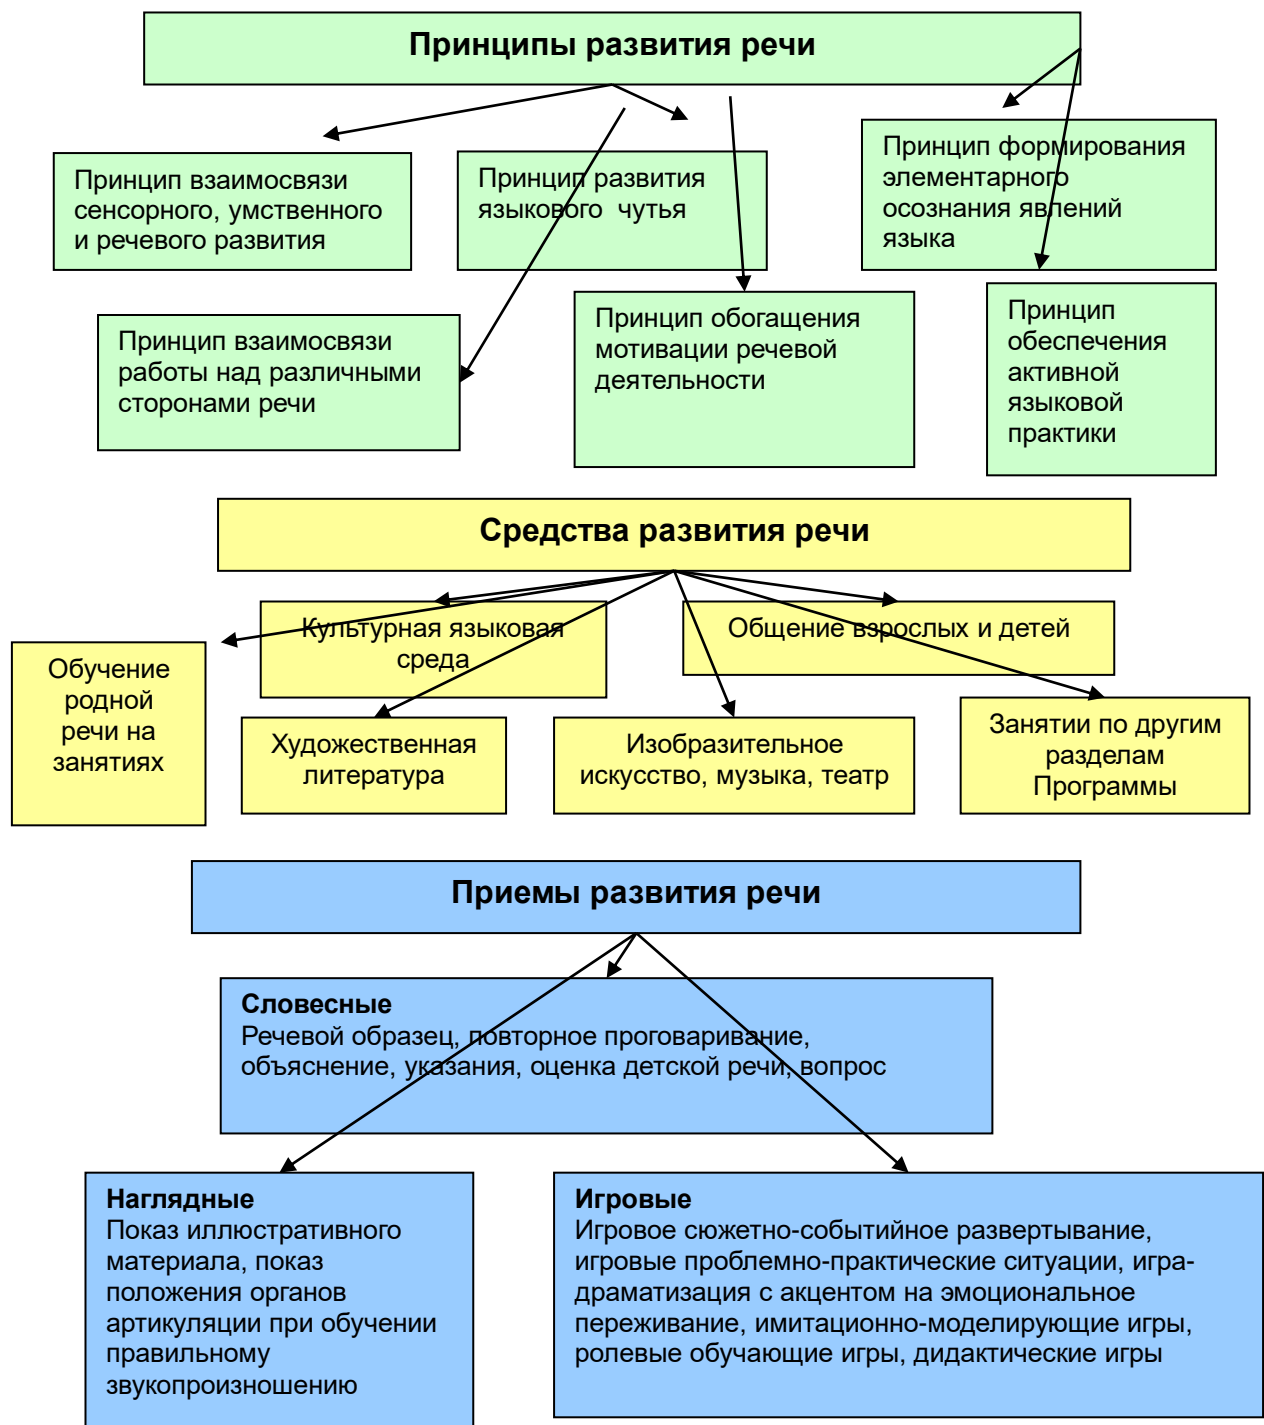 Принципы развития речи
Принцип взаимосвязи
сенсорного, умственного
и речевого развития
Принцип развития
языкового чутья
Принцип формирования
элементарного
осознания явлений
языка
Принцип взаимосвязи
работы над различными
сторонами речи
Принцип обогащения
мотивации речевой
деятельности
Принцип
обеспечения
активной
языковой
практики
Средства развития речи
Культурная языковая
среда
Общение взрослых и детей
Обучение
родной
речи на
занятиях
Художественная
литература
Изобразительное
искусство, музыка, театр
Занятии по другим
разделам
Программы
Приемы развития речи
Словесные
Речевой образец, повторное проговаривание,
объяснение, указания, оценка детской речи, вопрос
Наглядные
Показ иллюстративного
материала, показ
положения органов
артикуляции при обучении
правильному
звукопроизношению
Игровые
Игровое сюжетно-событийное развертывание,
игровые проблемно-практические ситуации, игра-
драматизация с акцентом на эмоциональное
переживание, имитационно-моделирующие игры,
ролевые обучающие игры, дидактические игры